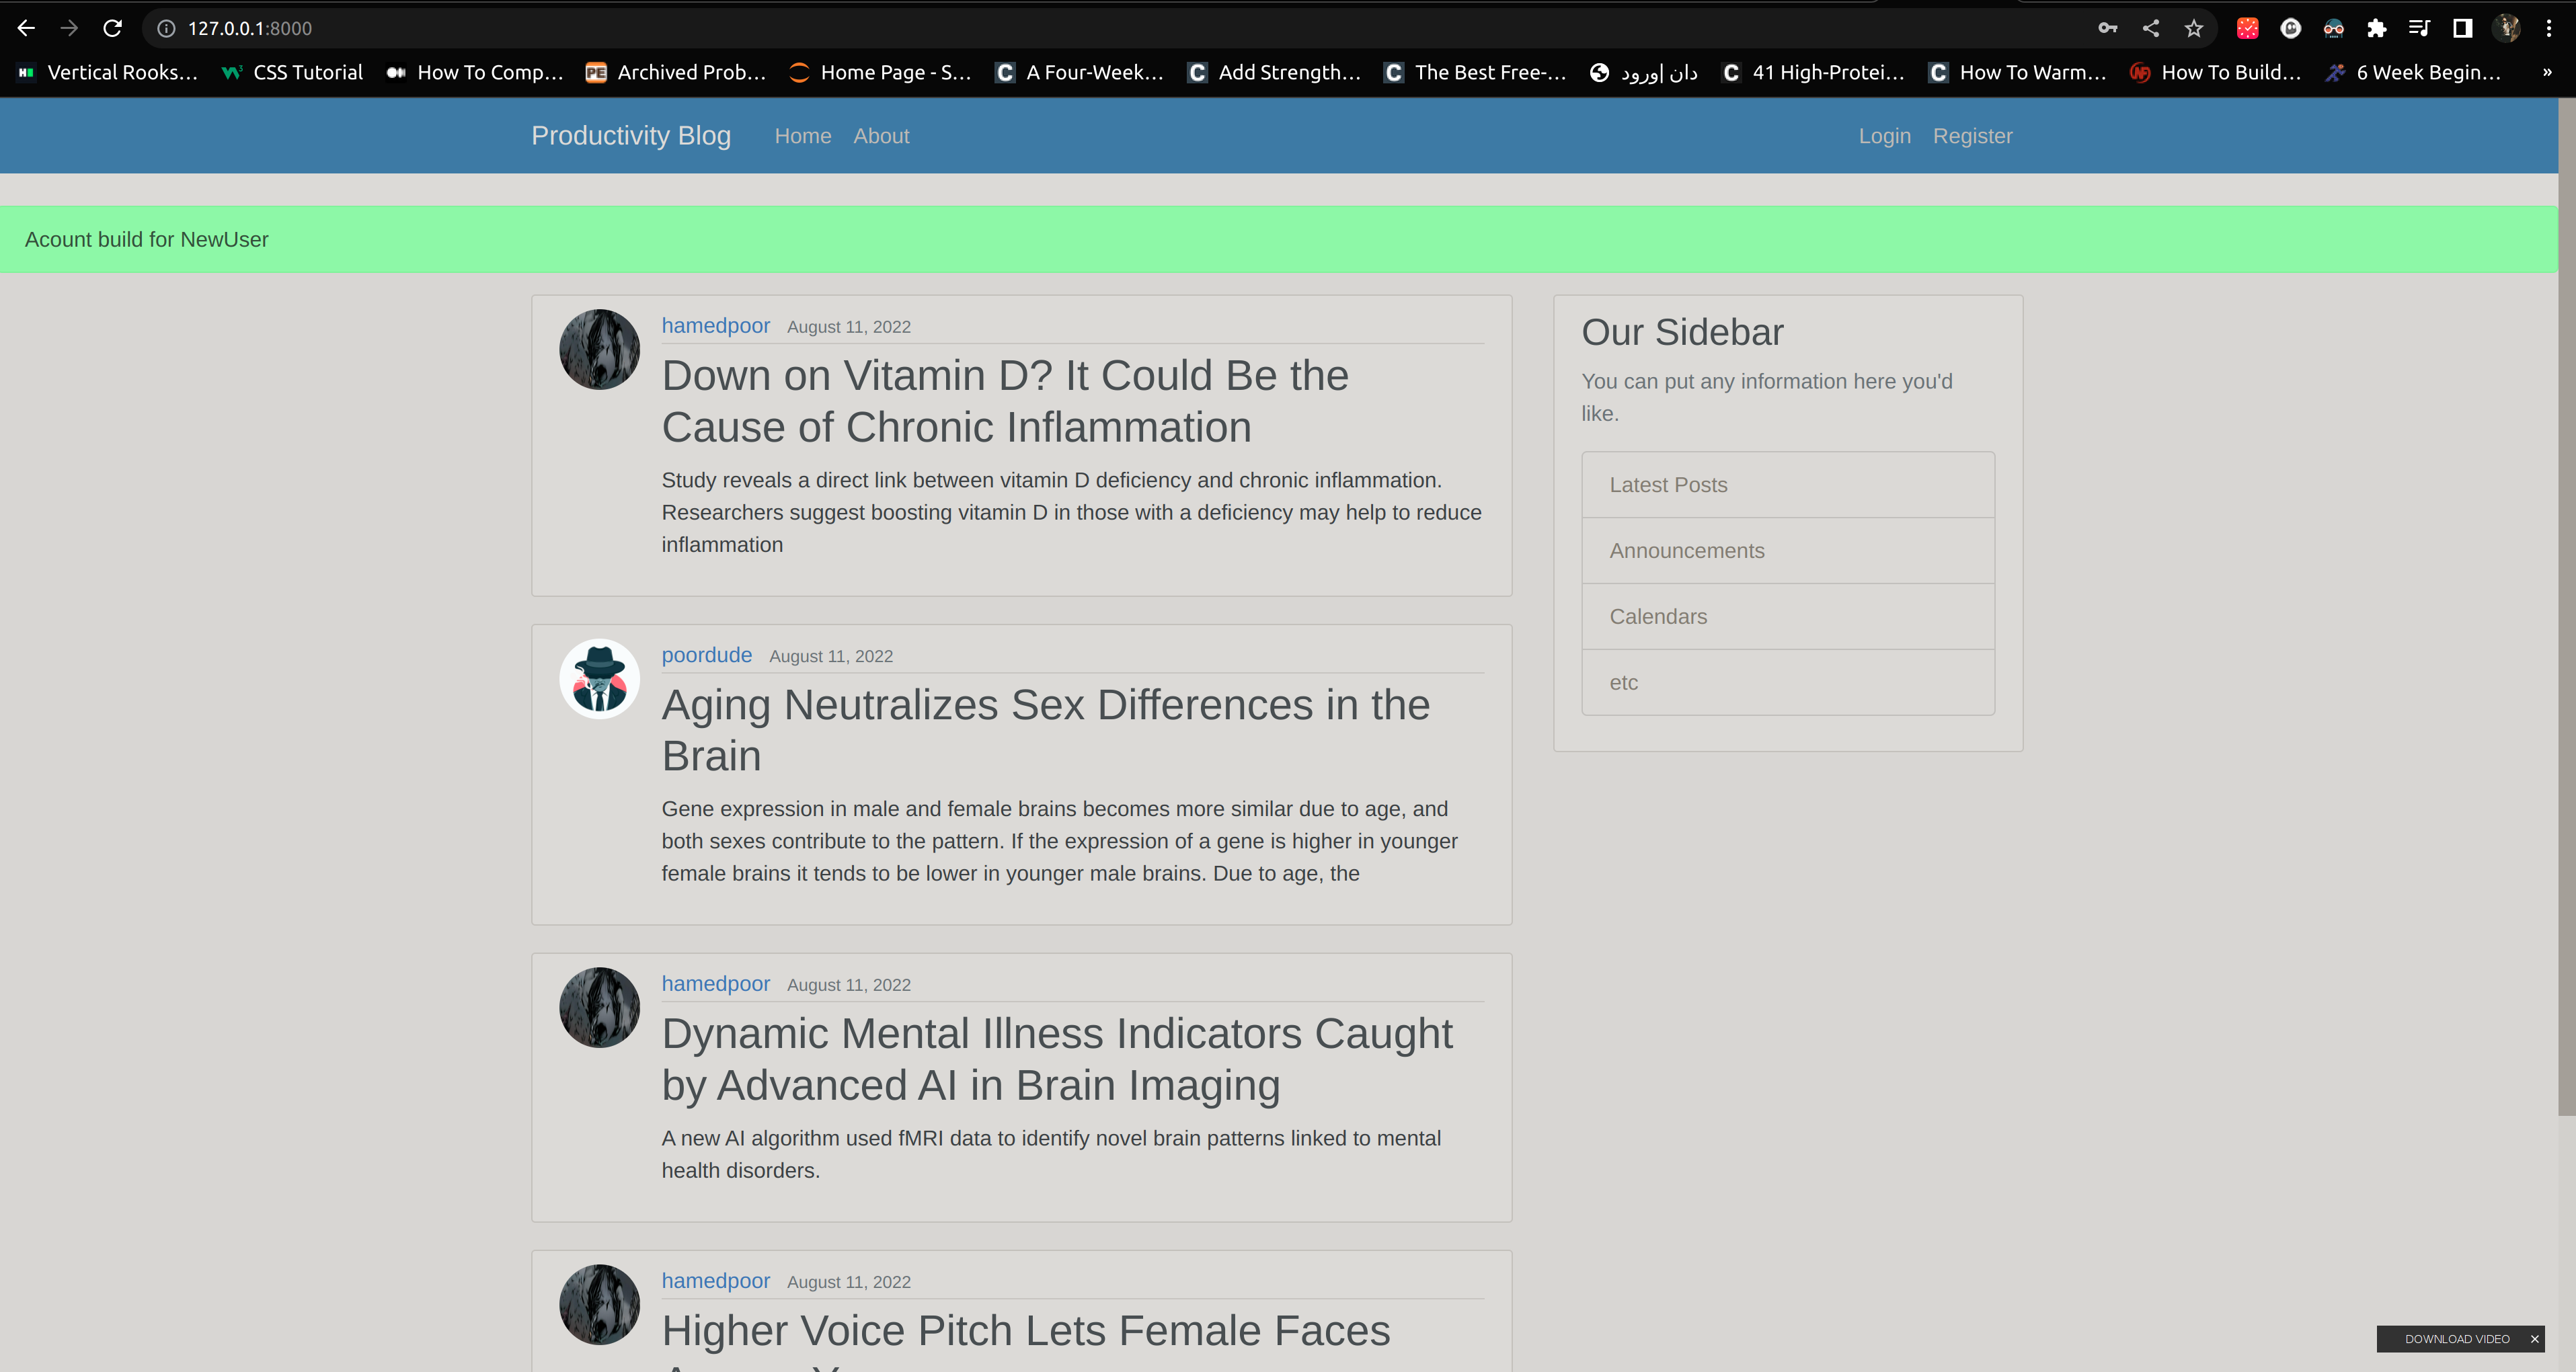 127.0.0.1:8000
Vertical Rooks... CSS Tutorial How To Comp... PE Archived Prob... Home Page - S... C A Four-Week... C Add Strength... C The Best Free-... دان |ورود C 41 High-Protei... C How To Warm... How To Build... 6 Week Begin... »
Productivity Blog Home About Login Register
Acount build for NewUser
hamedpoor August 11, 2022
Down on Vitamin D? It Could Be the
Cause of Chronic Inflammation
Study reveals a direct link between vitamin D deficiency and chronic inflammation.
Researchers suggest boosting vitamin D in those with a deficiency may help to reduce
inflammation
poordude August 11, 2022
Aging Neutralizes Sex Differences in the
Brain
Gene expression in male and female brains becomes more similar due to age, and
both sexes contribute to the pattern. If the expression of a gene is higher in younger
female brains it tends to be lower in younger male brains. Due to age, the
hamedpoor August 11, 2022
Dynamic Mental Illness Indicators Caught
by Advanced AI in Brain Imaging
A new AI algorithm used fMRI data to identify novel brain patterns linked to mental
health disorders.
hamedpoor August 11, 2022
Higher Voice Pitch Lets Female Faces
Our Sidebar
You can put any information here you'd
like.
Latest Posts
Announcements
Calendars
etc
DOWNLOAD VIDEO